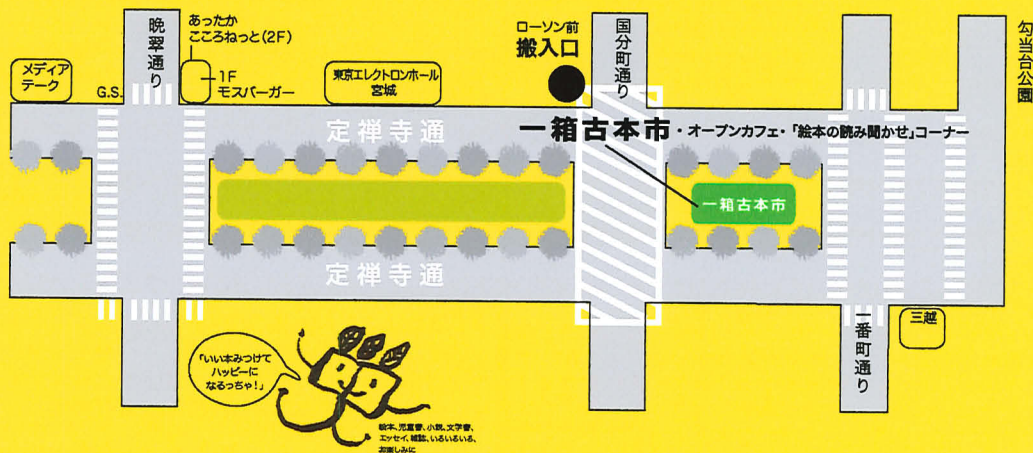 晩翠通り
あったか
こころねっと(2F)
1F
モスバーガー
メディア
テーク
G.S.
東京エレクトロンホール
宮城
ローソン前
搬入口
国分町通り
勾当台公園
定禅寺通
一箱古本市・オープンカフェ・「絵本の読み聞かせ」コーナー
一箱古本市
定禅寺通
三越
一番町通り
「いい本みつけて
ハッピーに
なるっちゃ!」
絵本、児童書、小説、文学書、
エッセイ、雑誌、いろいろいろ、
お楽しみに